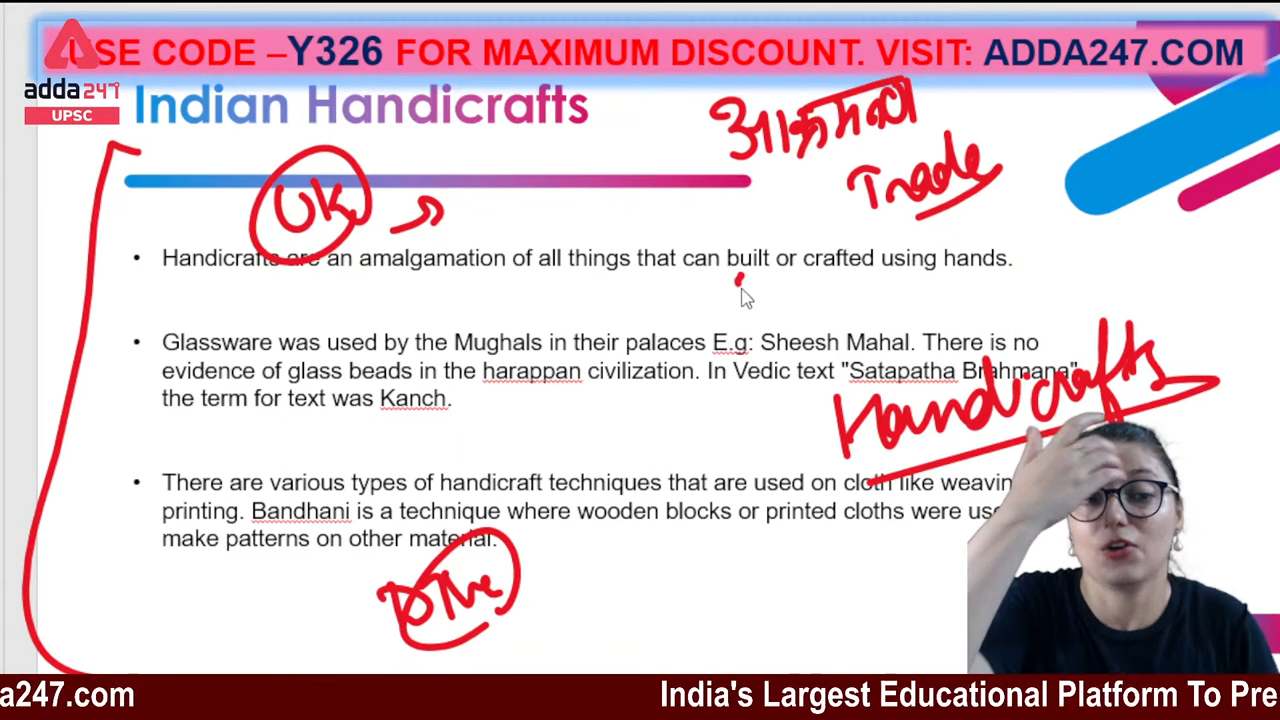 USE CODE –Y326 FOR MAXIMUM DISCOUNT. VISIT: ADDA247.COM
adda247
UPSC
Indian Handicrafts
Trade
UK
• Handicrafts are an amalgamation of all things that can built or crafted using hands.
• Glassware was used by the Mughals in their palaces E.g: Sheesh Mahal. There is no
evidence of glass beads in the harappan civilization. In Vedic text "Satapatha Brahmana"
the term for text was Kanch.
Handicrafts
• There are various types of handicraft techniques that are used on cloth like weavin
printing. Bandhani is a technique where wooden blocks or printed cloths were use
make patterns on other material.
a247.com
India's Largest Educational Platform To Pre